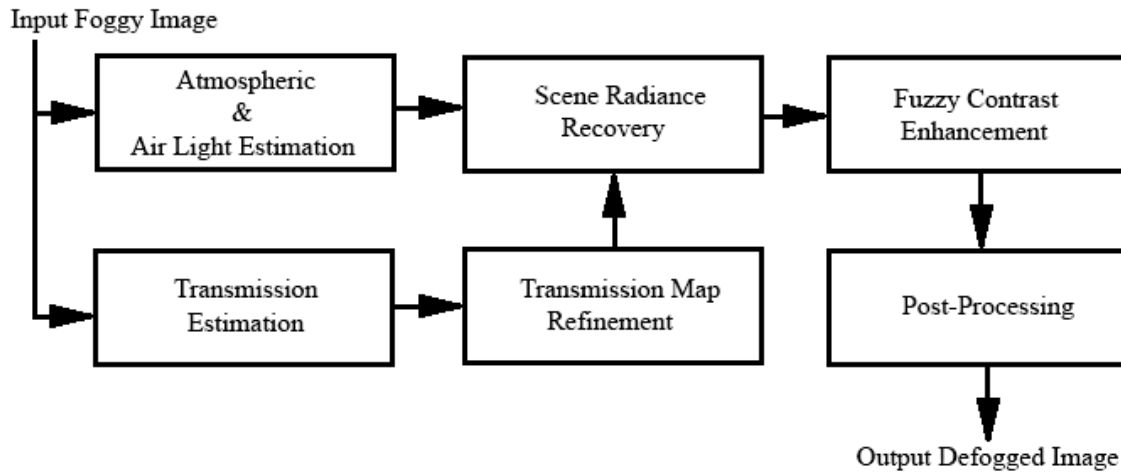 Input Foggy Image
Atmospheric
&
Air Light Estimation
Scene Radiance
Recovery
Fuzzy Contrast
Enhancement
Transmission
Estimation
Transmission Map
Refinement
Post-Processing
Output Defogged Image